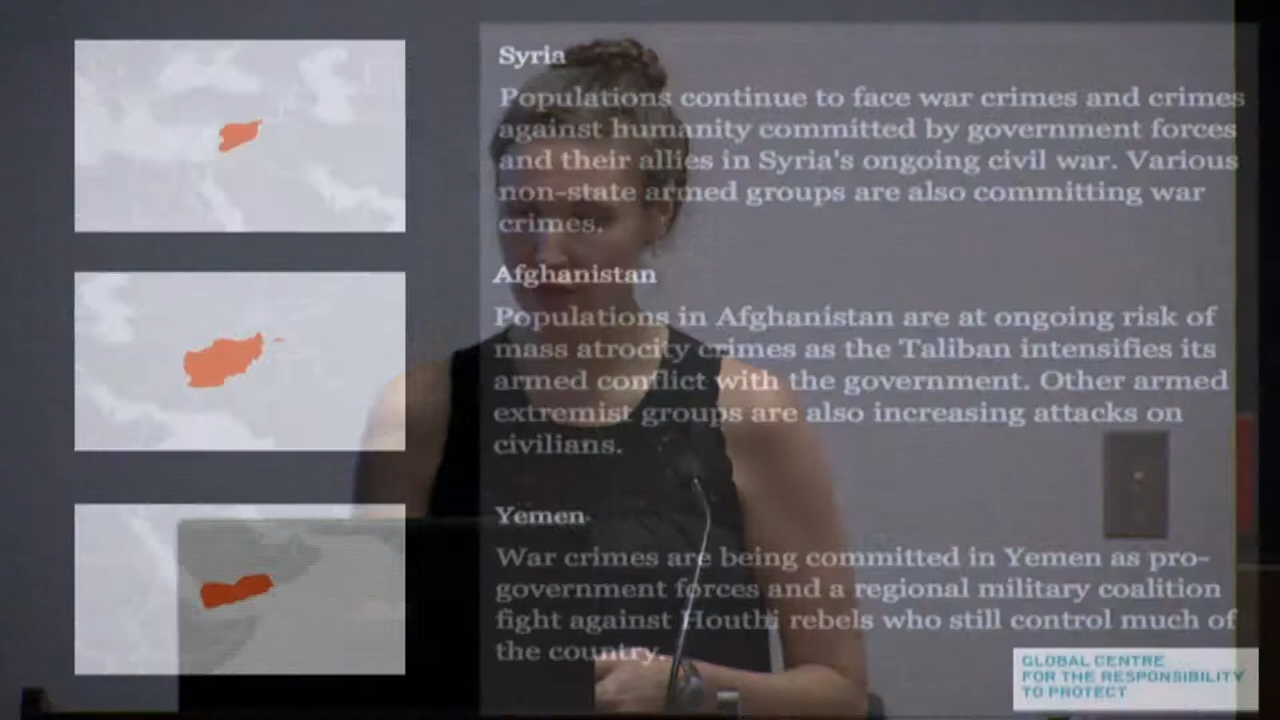 Syria
Populations continue to face war crimes and crimes
against humanity committed by government forces
and their allies in Syria's ongoing civil war. Various
non-state armed groups are also committing war
crimes.
Afghanistan
Populations in Afghanistan are at ongoing risk of
mass atrocity crimes as the Taliban intensifies its
armed conflict with the government. Other armed
extremist groups are also increasing attacks on
civilians.
Yemen
War crimes are being committed in Yemen as pro-
government forces and a regional military coalition
fight against Houthi rebels who still control much of
the country.
GLOBAL CENTRE
FOR THE RESPONSIBILITY
TO PROTECT